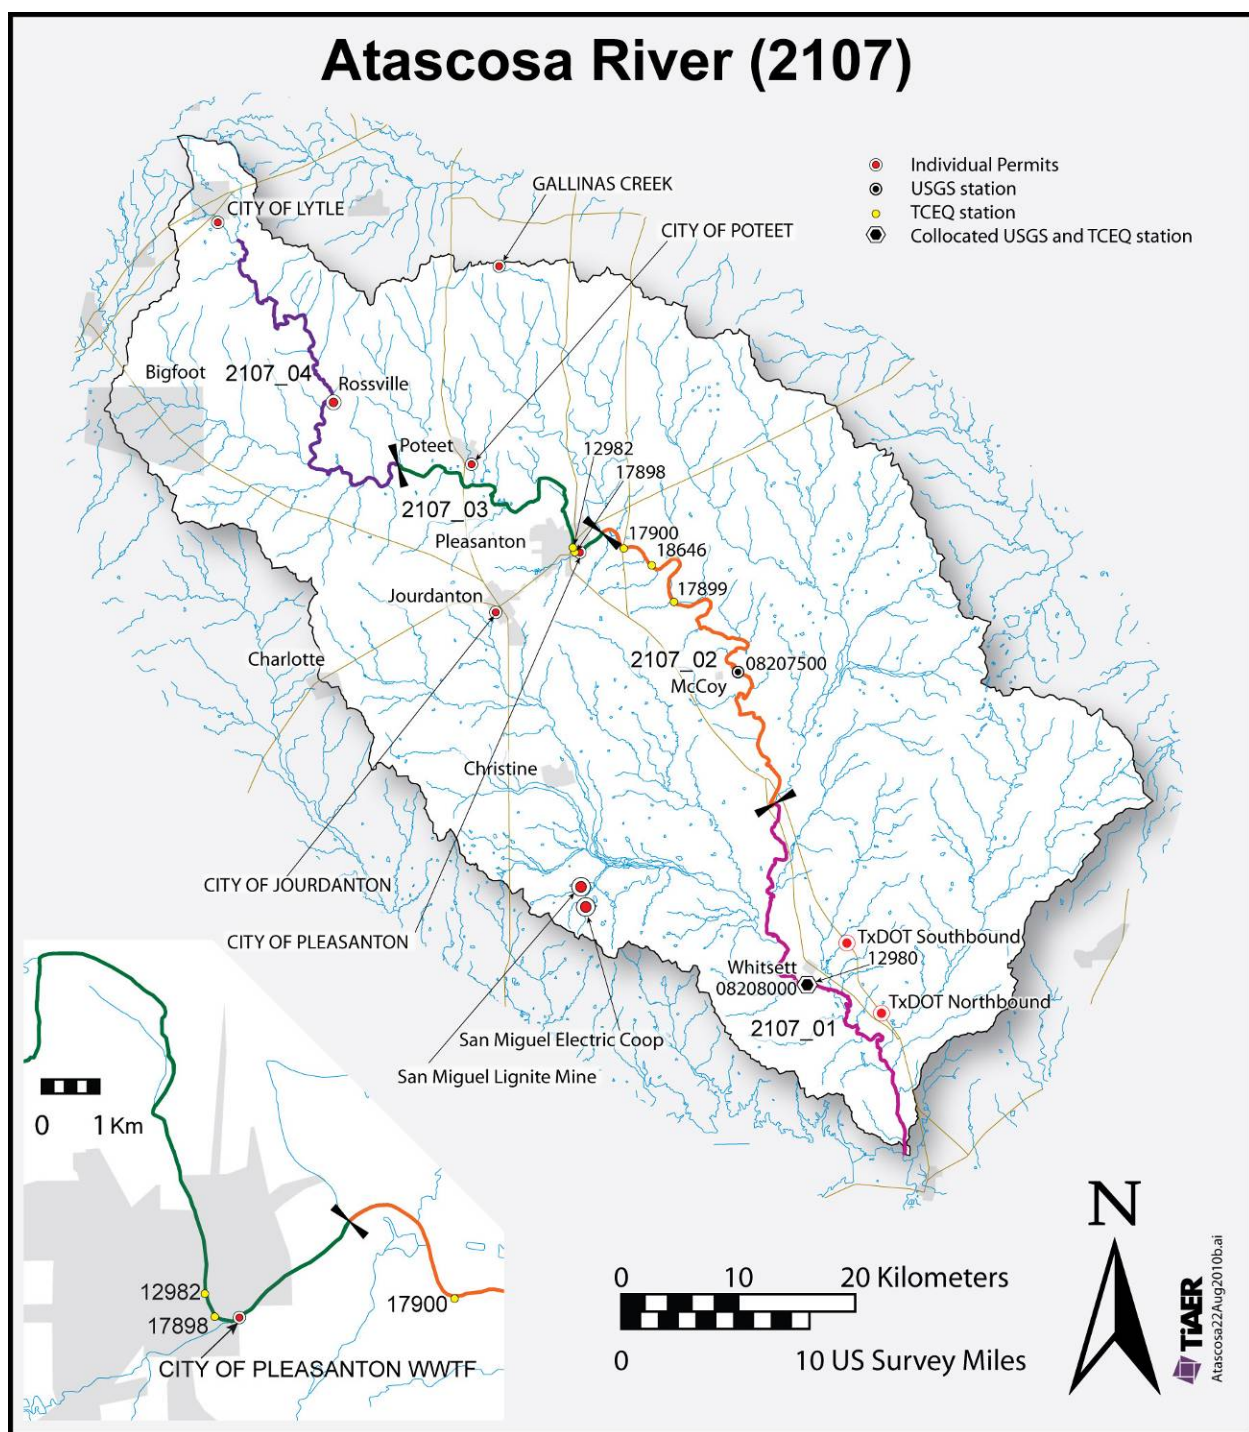 Atascosa River (2107)
Individual Permits
USGS station
TCEQ station
Collocated USGS and TCEQ station
GALLINAS CREEK
CITY OF LYTLE
CITY OF POTEET
Bigfoot
2107_04
Rossville
Poteet
12982
17898
2107_03
Pleasanton
17900
18646
17899
Jourdanton
Charlotte
2107_02
08207500
McCoy
Christine
CITY OF JOURDANTON
CITY OF PLEASANTON
TxDOT Southbound
12980
Whitsett
08208000
TxDOT Northbound
2107_01
San Miguel Electric Coop
San Miguel Lignite Mine
0 1 Km
12982
17898
17900
CITY OF PLEASANTON WWTF
0 10 20 Kilometers
0 10 US Survey Miles
N
TIAER
Atascosa22Aug2010b.ai